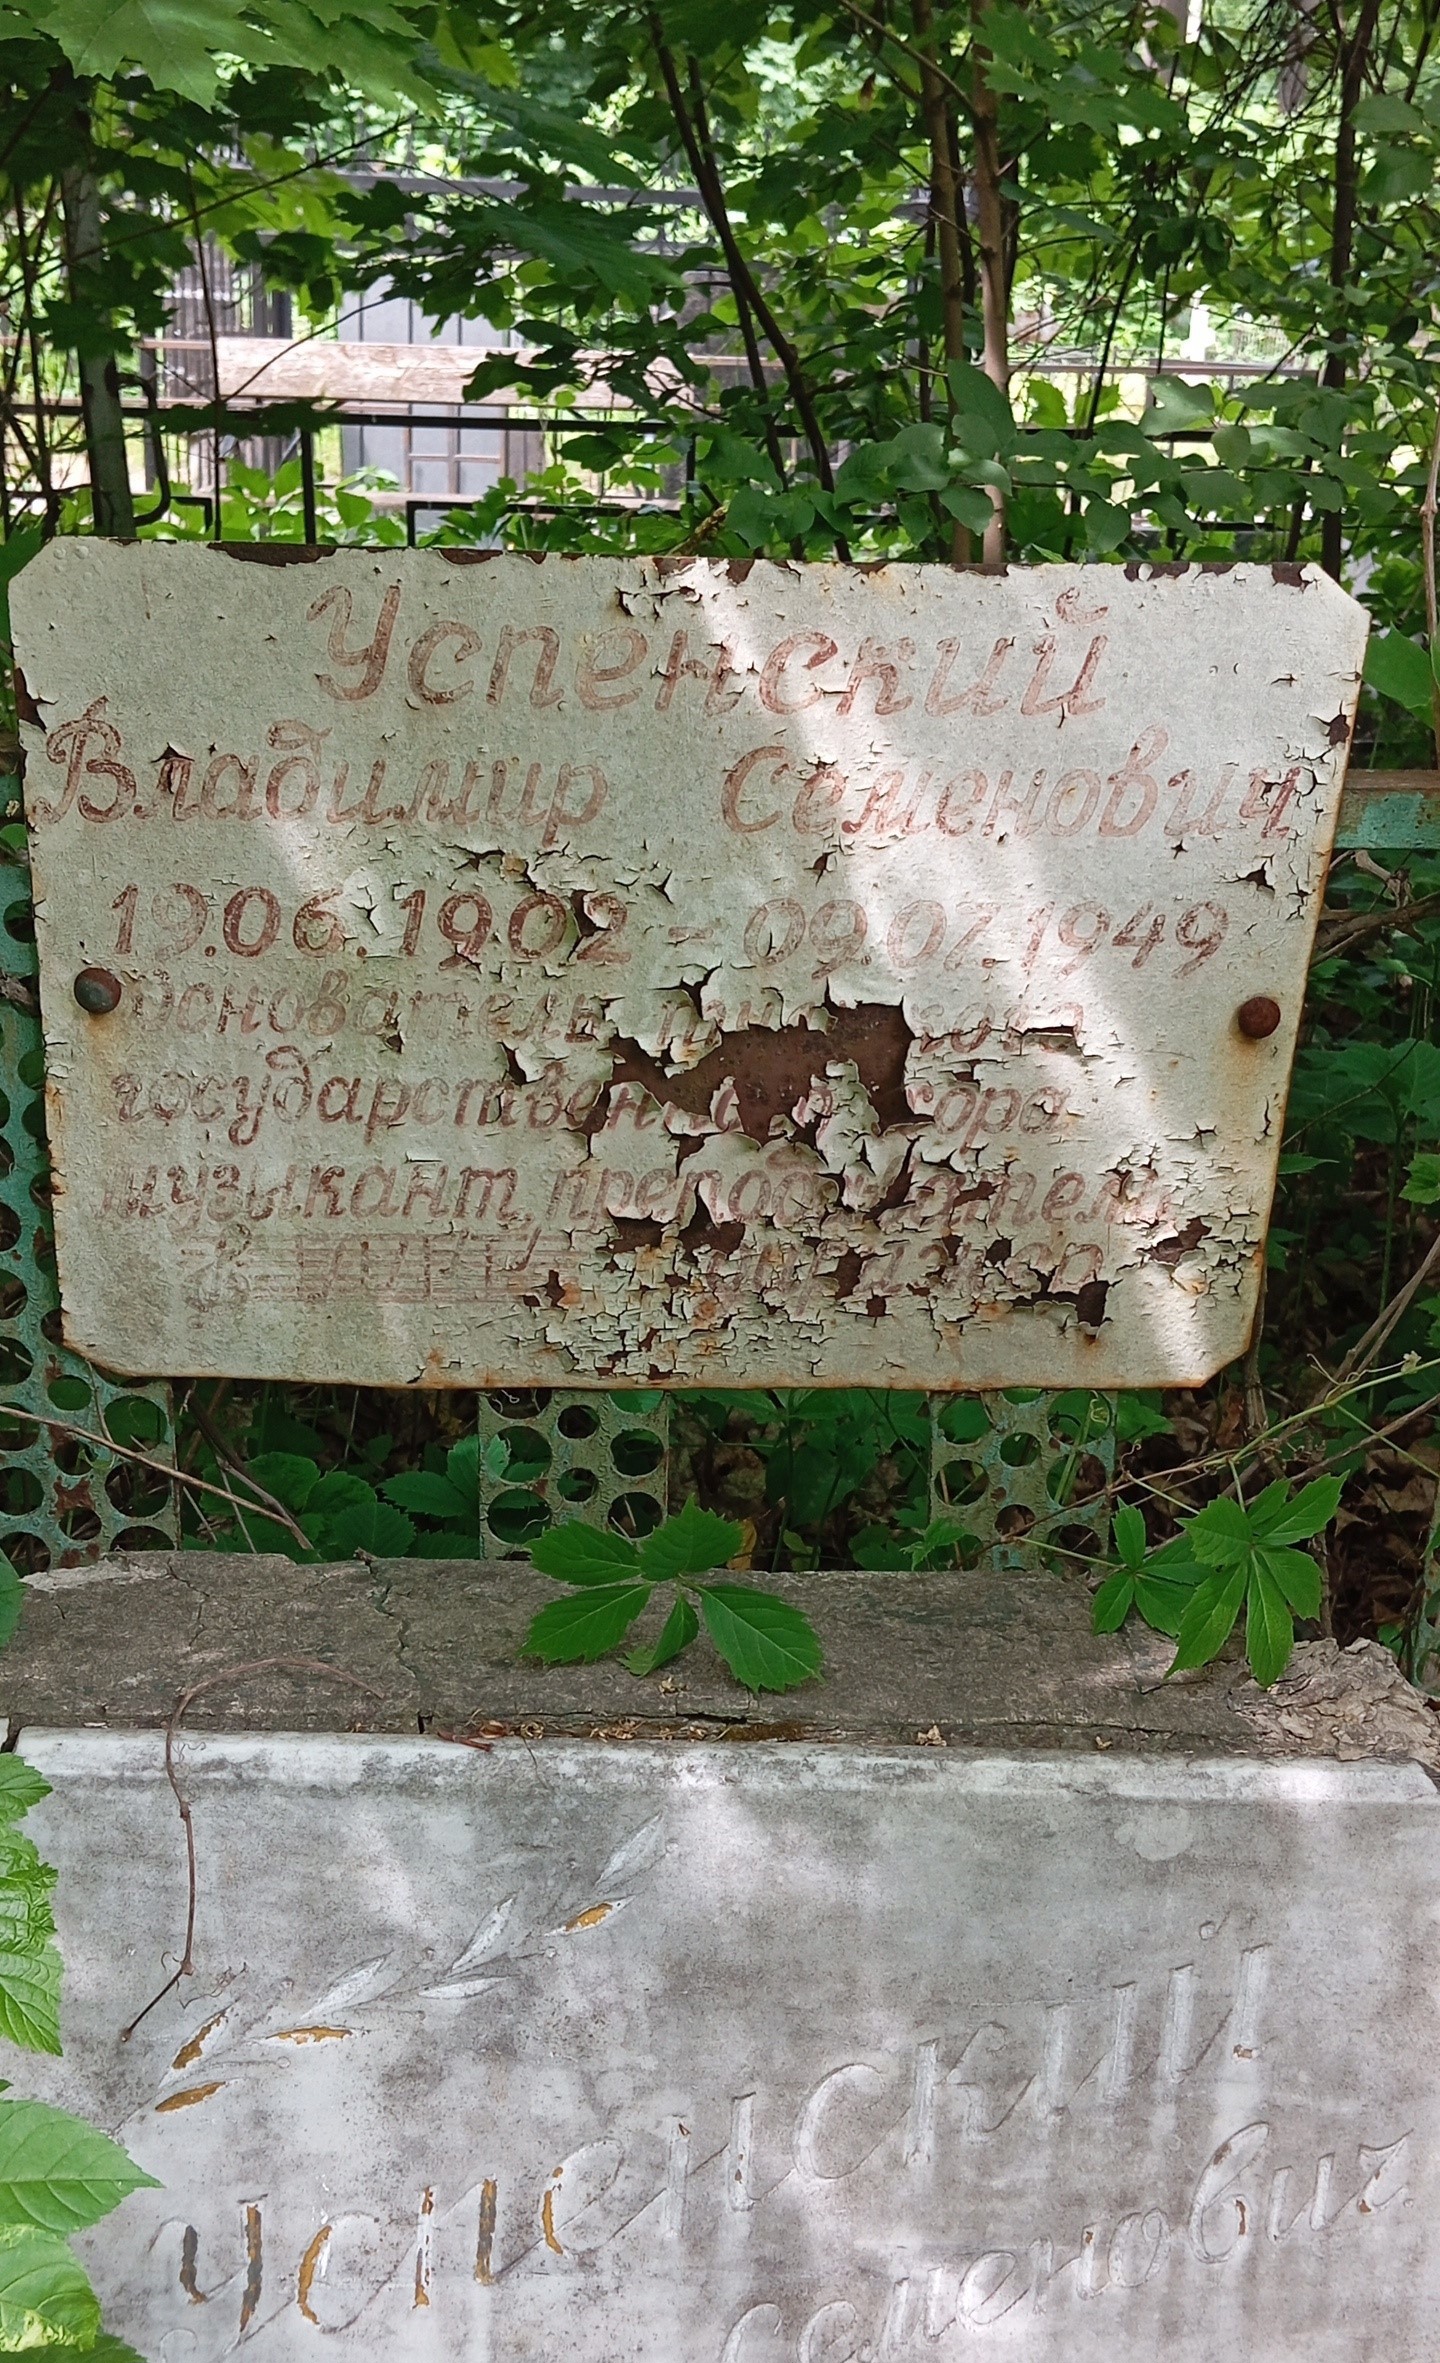 Успенский
Владимир Семенович
19.06.1902 - 09.07.1949
Основатель
государственного хора
музыкант, преподаватель
Успенский
Семенович